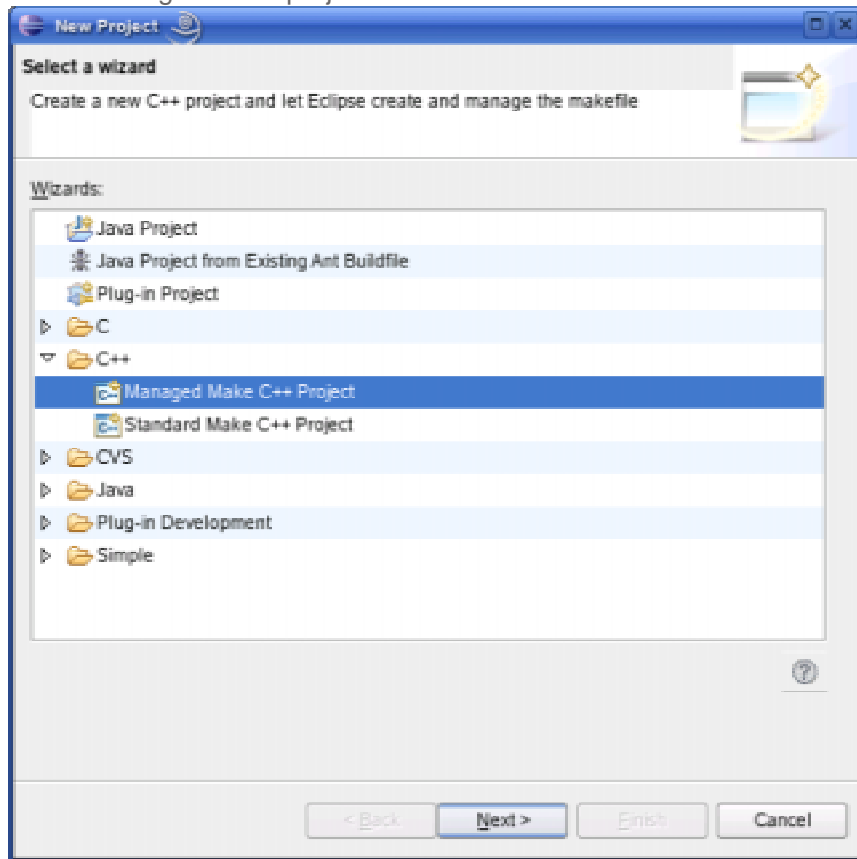 New Project
Select a wizard
Create a new C++ project and let Eclipse create and manage the makefile
Wizards:
Java Project
Java Project from Existing Ant Buildfile
Plug-in Project
C
C++
Managed Make C++ Project
Standard Make C++ Project
CVS
Java
Plug-in Development
Simple
?
< Back Next > Finish Cancel